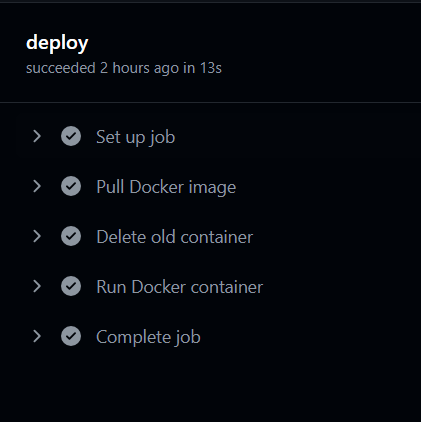 deploy
succeeded 2 hours ago in 13s
Set up job
Pull Docker image
Delete old container
Run Docker container
Complete job